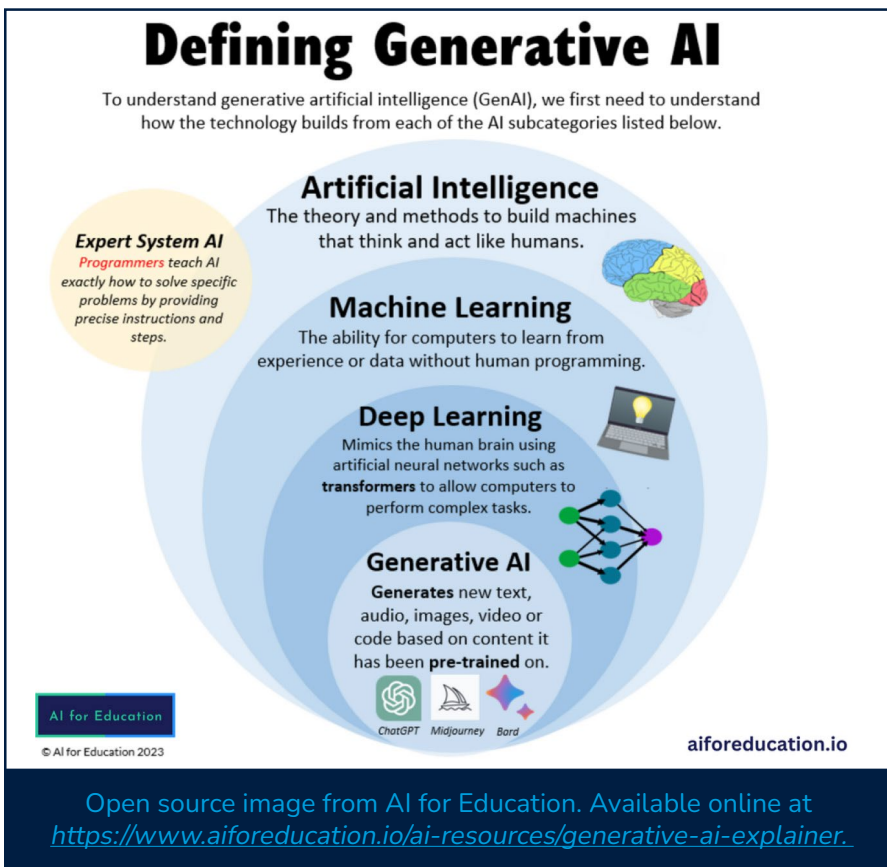 Defining Generative AI
To understand generative artificial intelligence (GenAI), we first need to understand
how the technology builds from each of the AI subcategories listed below.
Artificial Intelligence
The theory and methods to build machines
that think and act like humans.
Expert System AI
Programmers teach AI
exactly how to solve specific
problems by providing
precise instructions and
steps.
Machine Learning
The ability for computers to learn from
experience or data without human programming.
Deep Learning
Mimics the human brain using
artificial neural networks such as
transformers to allow computers to
perform complex tasks.
Generative AI
Generates new text,
audio, images, video or
code based on content it
has been pre-trained on.
ChatGPT Midjourney Bard
AI for Education
© AI for Education 2023
aiforeducation.io
Open source image from AI for Education. Available online at
https://www.aiforeducation.io/ai-resources/generative-ai-explainer.